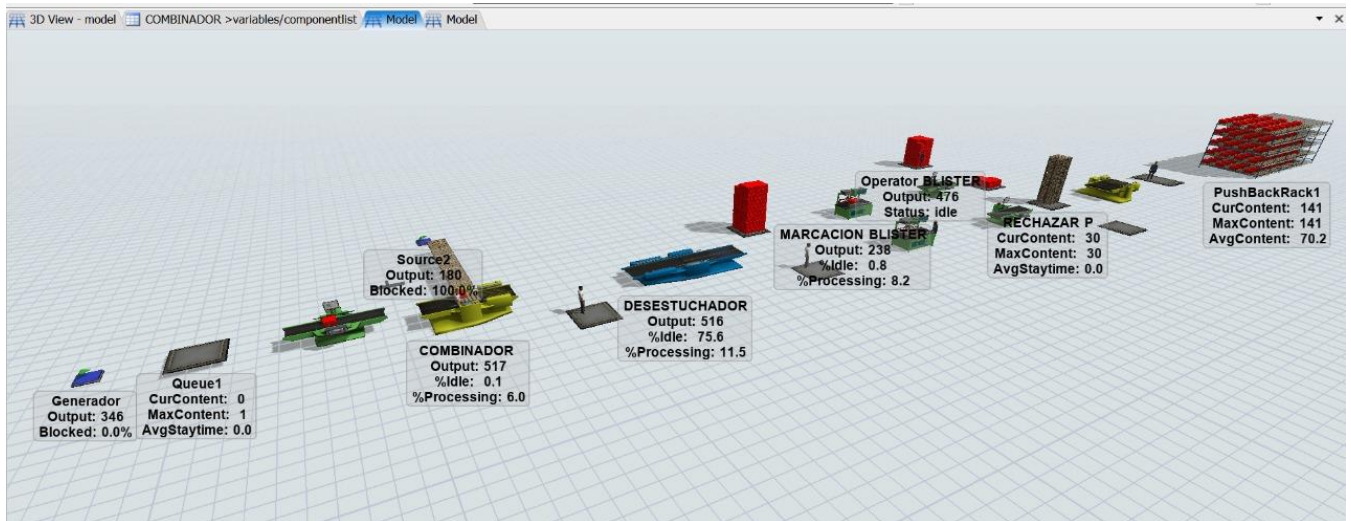 3D View - model
COMBINADOR >variables/componentlist
Model
Model
Generador
Output: 346
Blocked: 0.0%
Queue1
CurContent: 0
MaxContent: 1
AvgStaytime: 0.0
Source2
Output: 180
Blocked: 100.0%
COMBINADOR
Output: 517
%Idle: 0.1
%Processing: 6.0
DESESTUCHADOR
Output: 516
%Idle: 75.6
%Processing: 11.5
MARCACION BLISTER
Output: 238
%Idle: 0.8
%Processing: 8.2
Operator BLISTER
Output: 476
Status: idle
RECHAZAR P
CurContent: 30
MaxContent: 30
AvgStaytime: 0.0
PushBackRack1
CurContent: 141
MaxContent: 141
AvgContent: 70.2